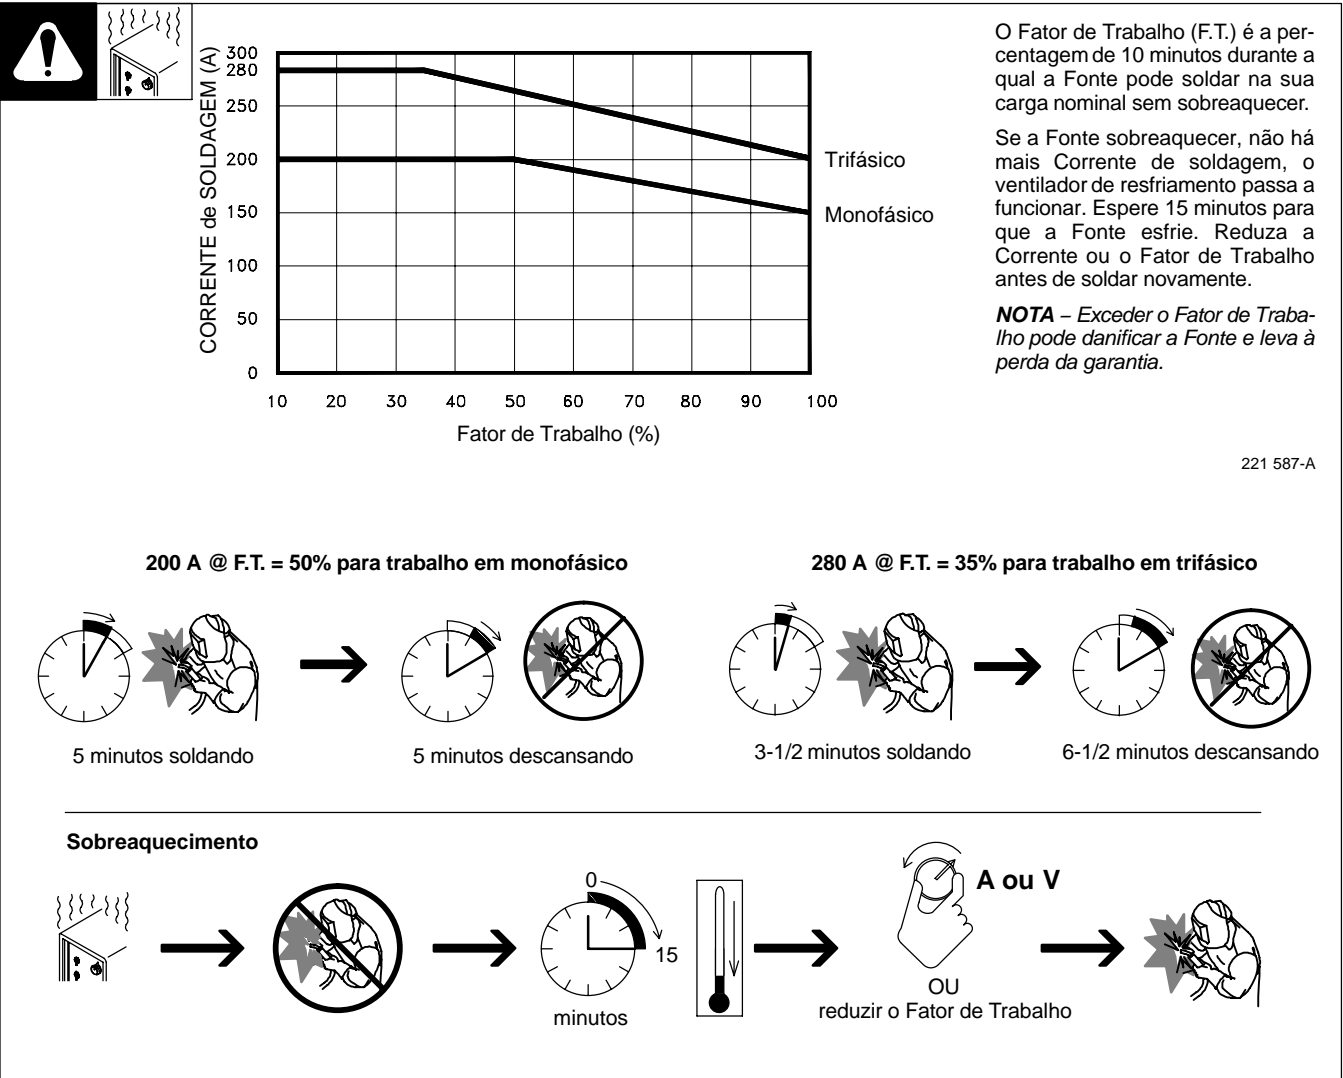 CORRENTE de SOLDAGEM (A)
300
280
250
200
150
100
50
0
10 20 30 40 50 60 70 80 90 100
Fator de Trabalho (%)
Trifásico
Monofásico
O Fator de Trabalho (F.T.) é a per-
centagem de 10 minutos durante a
qual a Fonte pode soldar na sua
carga nominal sem sobreaquecer.
Se a Fonte sobreaquecer, não há
mais Corrente de soldagem, o
ventilador de resfriamento passa a
funcionar. Espere 15 minutos para
que a Fonte esfrie. Reduza a
Corrente ou o Fator de Trabalho
antes de soldar novamente.
NOTA – Exceder o Fator de Traba-
lho pode danificar a Fonte e leva à
perda da garantia.
221 587-A
200 A @ F.T. = 50% para trabalho em monofásico
280 A @ F.T. = 35% para trabalho em trifásico
5 minutos soldando
5 minutos descansando
3-1/2 minutos soldando
6-1/2 minutos descansando
Sobreaquecimento
0
15
minutos
A ou V
OU
reduzir o Fator de Trabalho